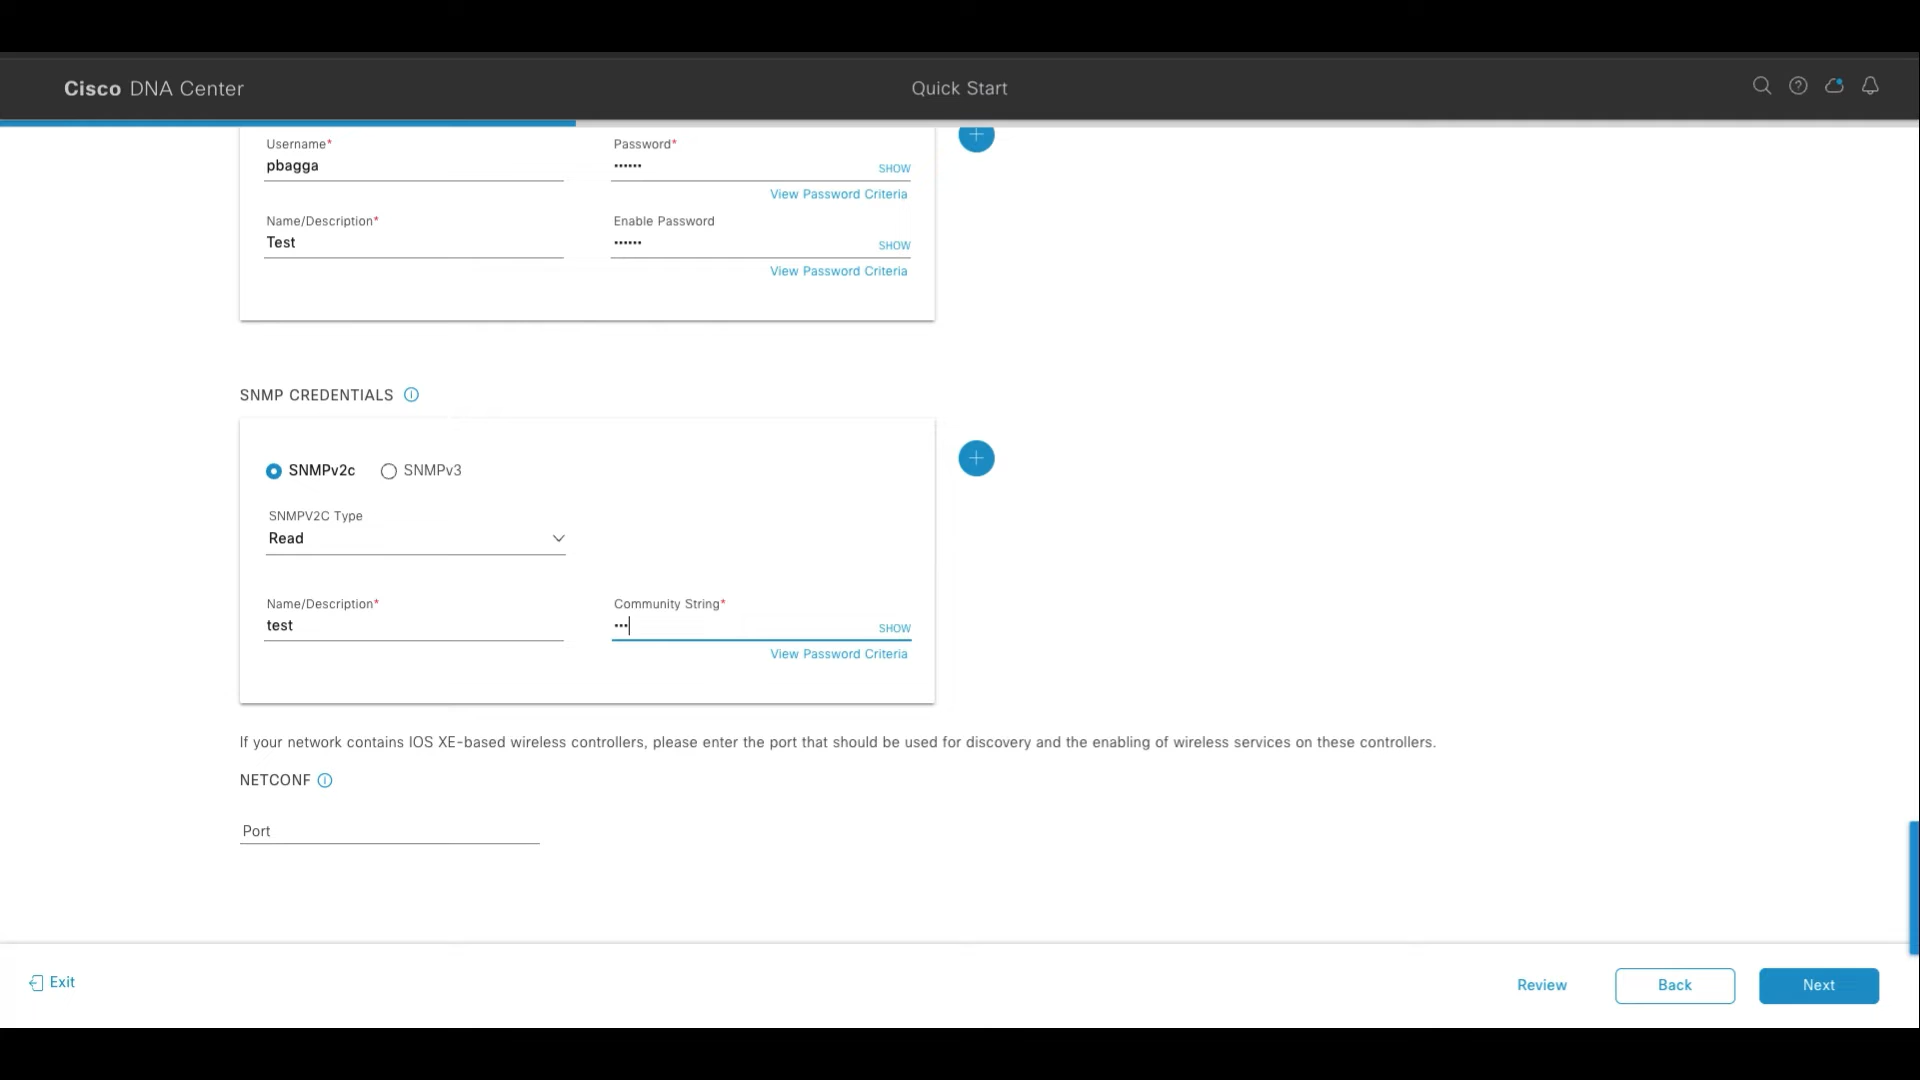 Cisco DNA Center
Quick Start
Username* Password*
pbagga •••••• SHOW
View Password Criteria
Name/Description* Enable Password
Test •••••• SHOW
View Password Criteria
SNMP CREDENTIALS
SNMPv2c SNMPv3
SNMPV2C Type
Read
Name/Description* Community String*
test ••• SHOW
View Password Criteria
If your network contains IOS XE-based wireless controllers, please enter the port that should be used for discovery and the enabling of wireless services on these controllers.
NETCONF
Port
Exit
Review Back Next